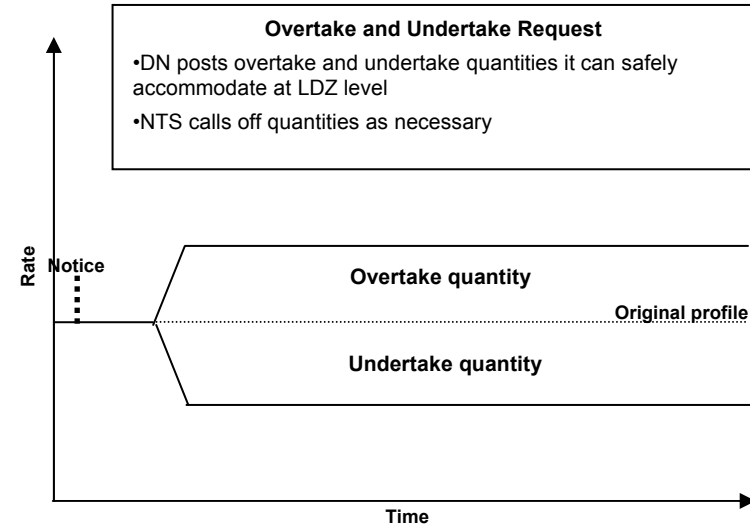 Overtake and Undertake Request
•DN posts overtake and undertake quantities it can safely
accommodate at LDZ level
•NTS calls off quantities as necessary
Rate
Notice
Overtake quantity
Original profile
Undertake quantity
Time